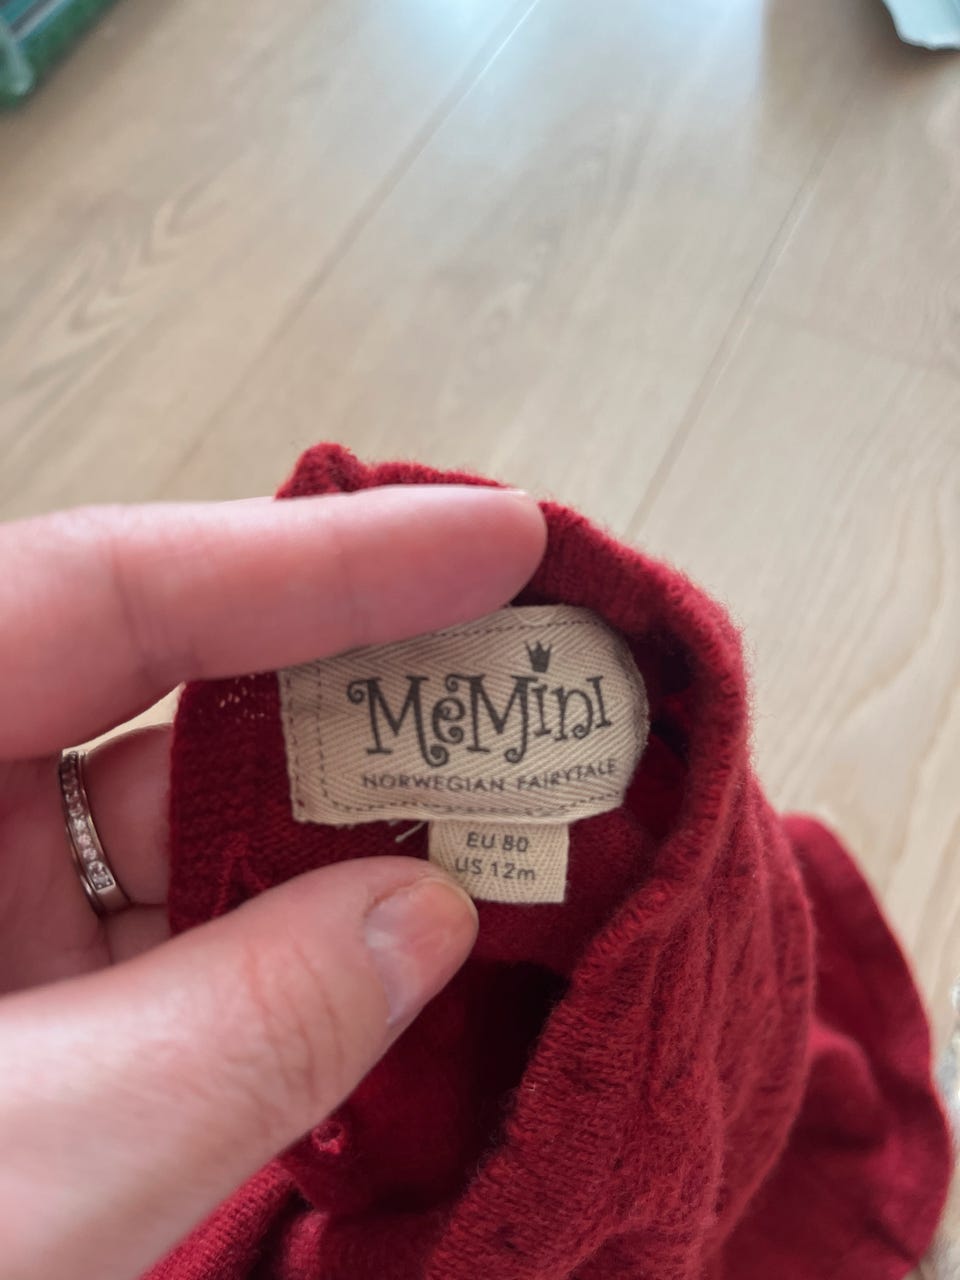 MeMini
NORWEGIAN FAIRYTALE
EU 80
US 12m